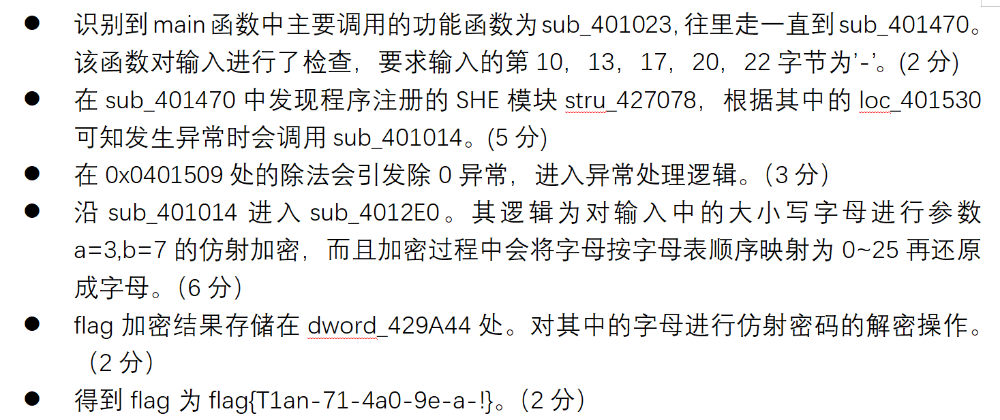 ● 识别到 main 函数中主要调用的功能函数为 sub_401023, 往里走一直到 sub_401470。
该函数对输入进行了检查，要求输入的第 10，13，17，20，22 字节为’-’。(2 分)
● 在 sub_401470 中发现程序注册的 SHE 模块 stru_427078，根据其中的 loc_401530
可知发生异常时会调用 sub_401014。(5 分)
● 在 0x0401509 处的除法会引发除 0 异常，进入异常处理逻辑。（3 分）
● 沿 sub_401014 进入 sub_4012E0。其逻辑为对输入中的大小写字母进行参数
a=3,b=7 的仿射加密，而且加密过程中会将字母按字母表顺序映射为 0~25 再还原
成字母。（6 分）
● flag 加密结果存储在 dword_429A44 处。对其中的字母进行仿射密码的解密操作。
（2 分）
● 得到 flag 为 flag{T1an-71-4a0-9e-a-!}。（2 分）